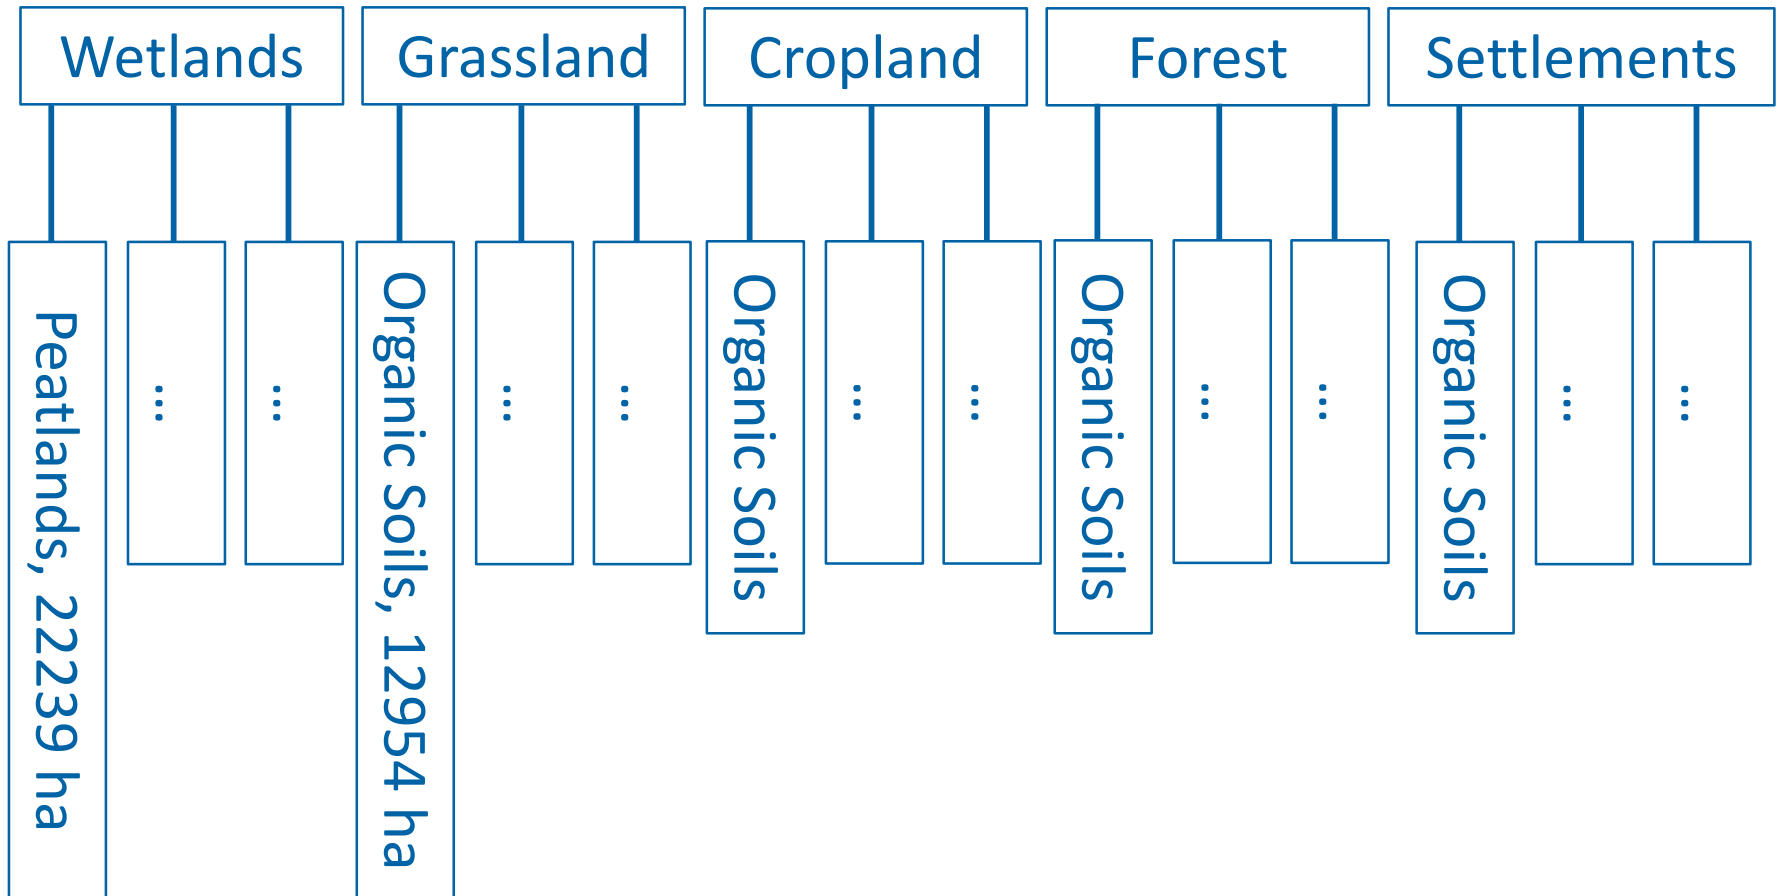 Wetlands
Grassland
Cropland
Forest
Settlements
Peatlands, 22239 ha
...
...
Organic Soils, 12954 ha
...
...
Organic Soils
...
...
Organic Soils
...
...
Organic Soils
...
...